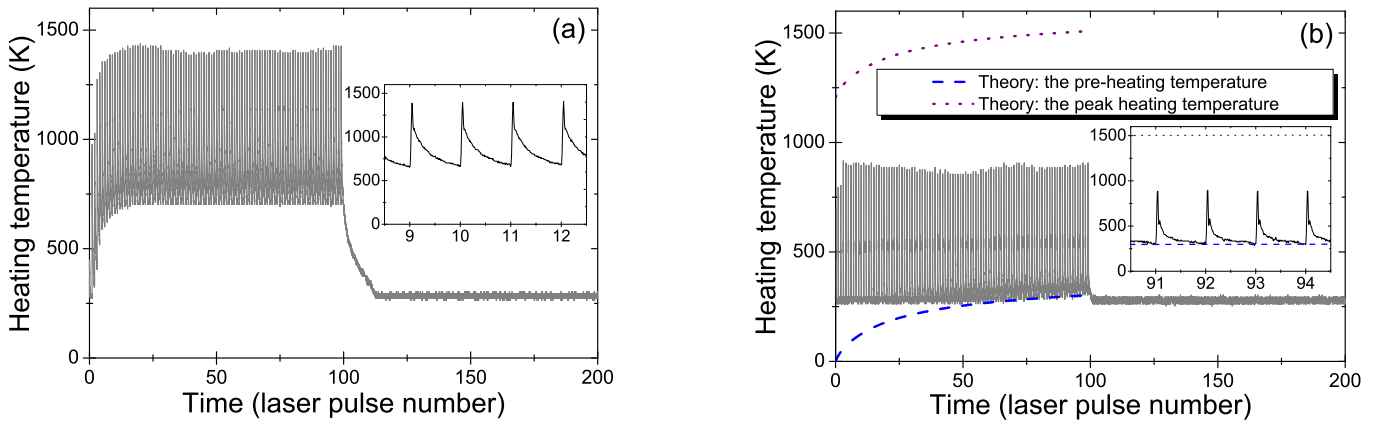 (a)
Heating temperature (K)
1500
1000
500
0
0 50 100 150 200
Time (laser pulse number)
1500
1000
500
0
9 10 11 12
(b)
Heating temperature (K)
1500
1000
500
0
0 50 100 150 200
Time (laser pulse number)
Theory: the pre-heating temperature
Theory: the peak heating temperature
1500
1000
500
0
91 92 93 94